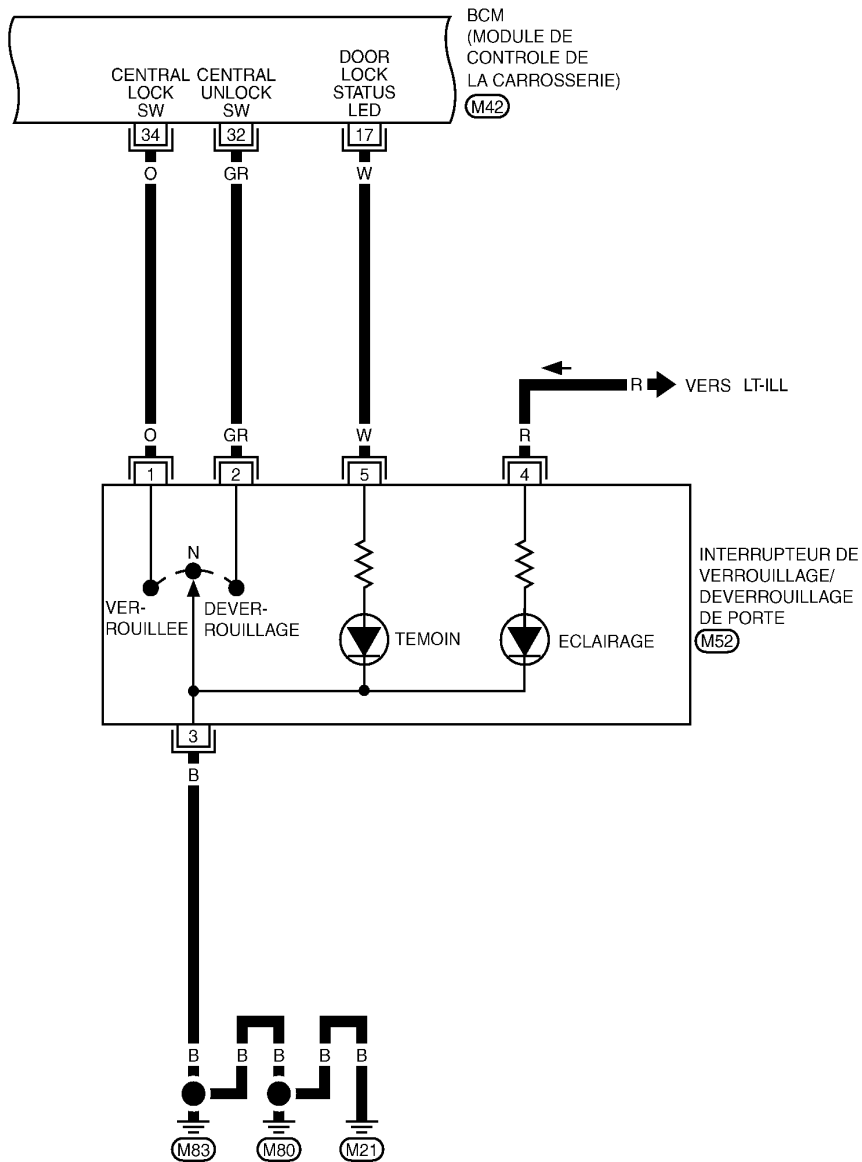 BCM
(MODULE DE
CONTROLE DE
LA CARROSSERIE)
M42
CENTRAL
LOCK
SW
CENTRAL
UNLOCK
SW
DOOR
LOCK
STATUS
LED
34
32
17
O
GR
W
R
VERS LT-ILL
O
GR
W
R
1
2
5
4
N
VER-
ROUILLEE
DEVER-
ROUILLAGE
TEMOIN
ECLAIRAGE
INTERRUPTEUR DE
VERROUILLAGE/
DEVERROUILLAGE
DE PORTE
M52
3
B
B
B
B
B
B
M83
M80
M21